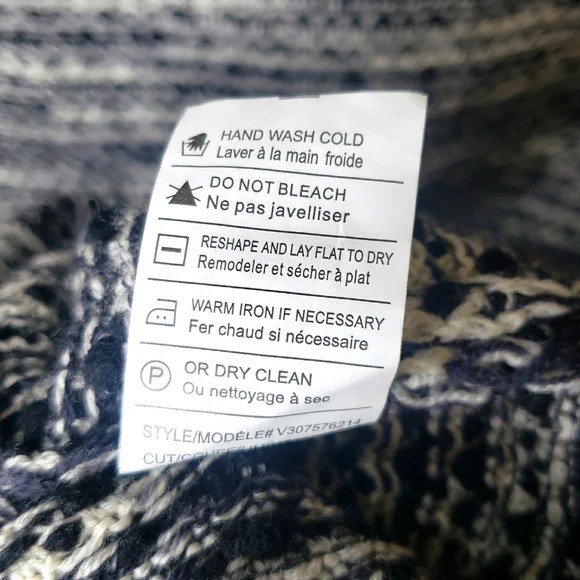 HAND WASH COLD
Laver à la main froide
DO NOT BLEACH
Ne pas javelliser
RESHAPE AND LAY FLAT TO DRY
Remodeler et sécher à plat
WARM IRON IF NECESSARY
Fer chaud si nécessaire
P
OR DRY CLEAN
Ou nettoyage à sec
STYLE/MODÈLE# V307576214